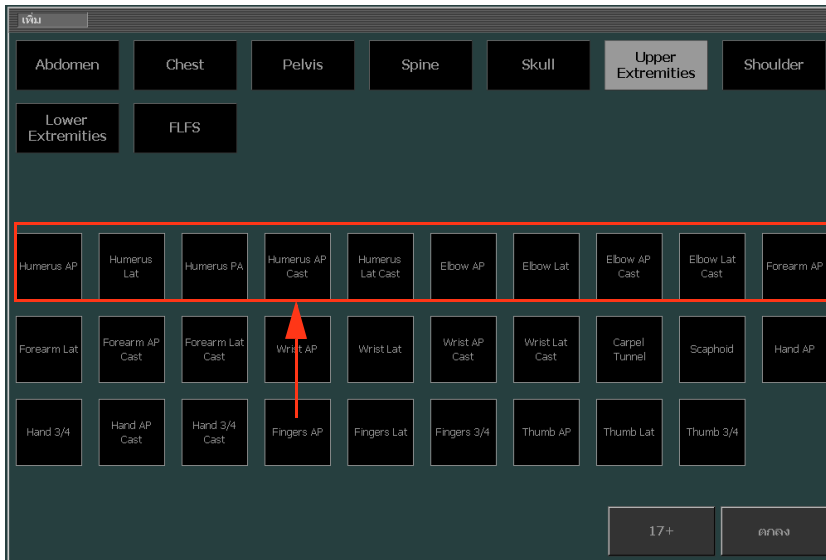 เพิ่ม
Abdomen
Chest
Pelvis
Spine
Skull
Upper
Extremities
Shoulder
Lower
Extremities
FLFS
Humerus AP
Humerus
Lat
Humerus PA
Humerus AP
Cast
Humerus
Lat Cast
Elbow AP
Elbow Lat
Elbow AP
Cast
Elbow Lat
Cast
Forearm AP
Forearm Lat
Forearm AP
Cast
Forearm Lat
Cast
Wrist AP
Wrist Lat
Wrist AP
Cast
Wrist Lat
Cast
Carpel
Tunnel
Scaphoid
Hand AP
Hand 3/4
Hand AP
Cast
Hand 3/4
Cast
Fingers AP
Fingers Lat
Fingers 3/4
Thumb AP
Thumb Lat
Thumb 3/4
17+
ตกลง